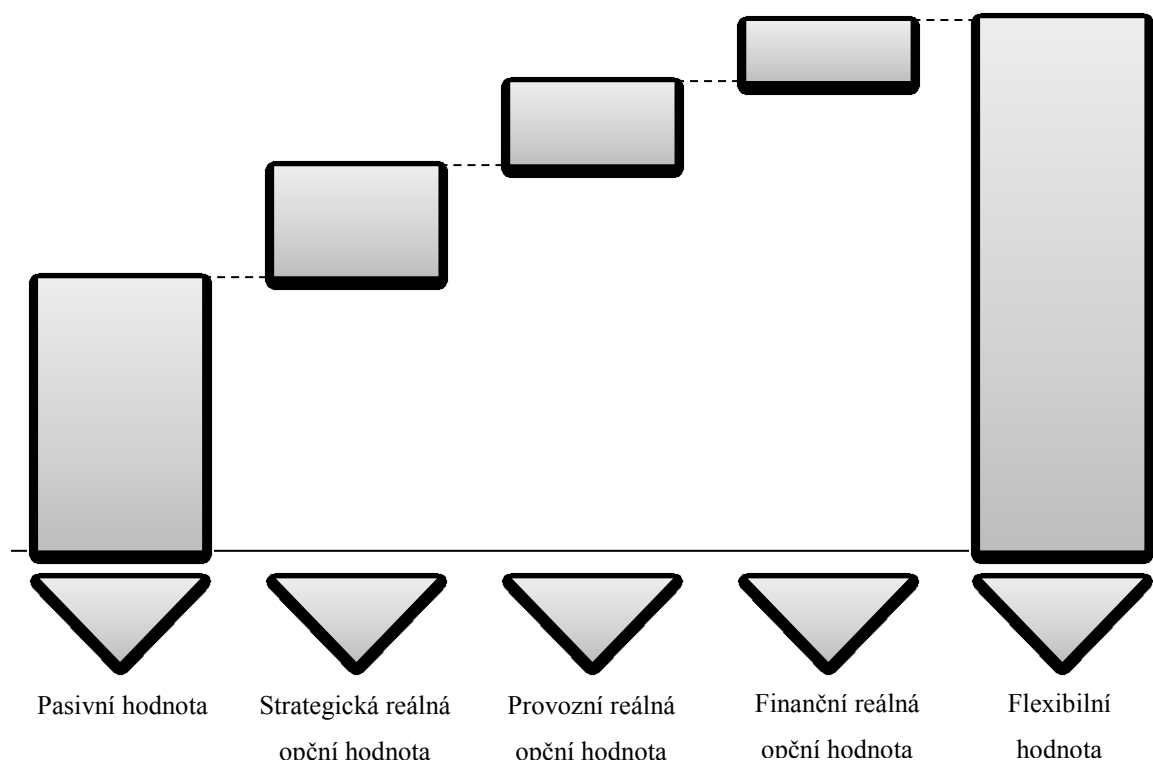 Pasivní hodnota
Strategická reálná
opční hodnota
Provozní reálná
opční hodnota
Finanční reálná
opční hodnota
Flexibilní
hodnota